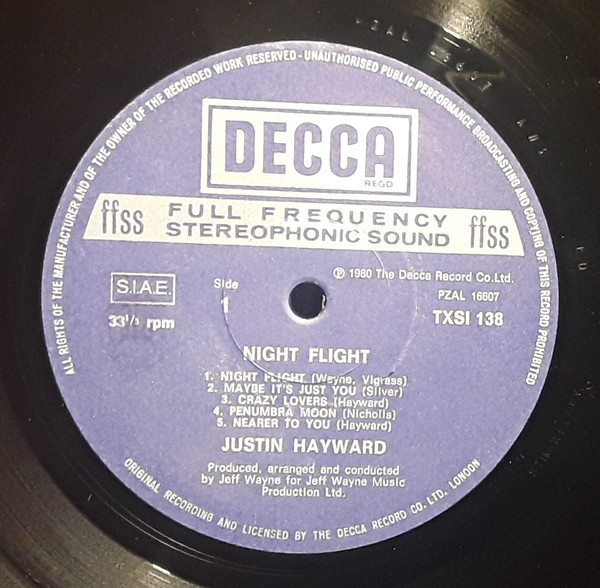 ALL RIGHTS OF THE MANUFACTURER AND OF THE OWNER OF THE RECORDED WORK RESERVED - UNAUTHORISED PUBLIC PERFORMANCE BROADCASTING AND COPYING OF THIS RECORD PROHIBITED
DECCA
REGD
ffss FULL FREQUENCY STEREOPHONIC SOUND ffss
℗ 1980 The Decca Record Co. Ltd.
S.I.A.E. Side
1 PZAL 16607
33⅓ rpm TXSI 138
NIGHT FLIGHT
1. NIGHT FLIGHT (Wayne, Vigrass)
2. MAYBE IT'S JUST YOU (Silver)
3. CRAZY LOVERS (Hayward)
4. PENUMBRA MOON (Nicholls)
5. NEARER TO YOU (Hayward)
JUSTIN HAYWARD
Produced, arranged and conducted
by Jeff Wayne for Jeff Wayne Music
Production Ltd.
ORIGINAL RECORDING AND LICENSED BY THE DECCA RECORD CO. LTD. LONDON